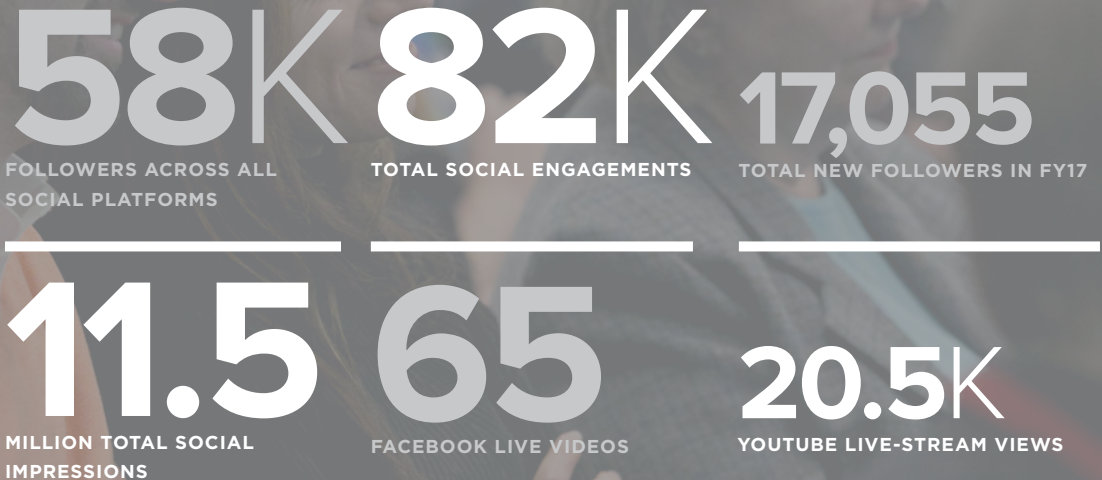 58K
FOLLOWERS ACROSS ALL
SOCIAL PLATFORMS
82K
TOTAL SOCIAL ENGAGEMENTS
17,055
TOTAL NEW FOLLOWERS IN FY17
11.5
MILLION TOTAL SOCIAL
IMPRESSIONS
65
FACEBOOK LIVE VIDEOS
20.5K
YOUTUBE LIVE-STREAM VIEWS